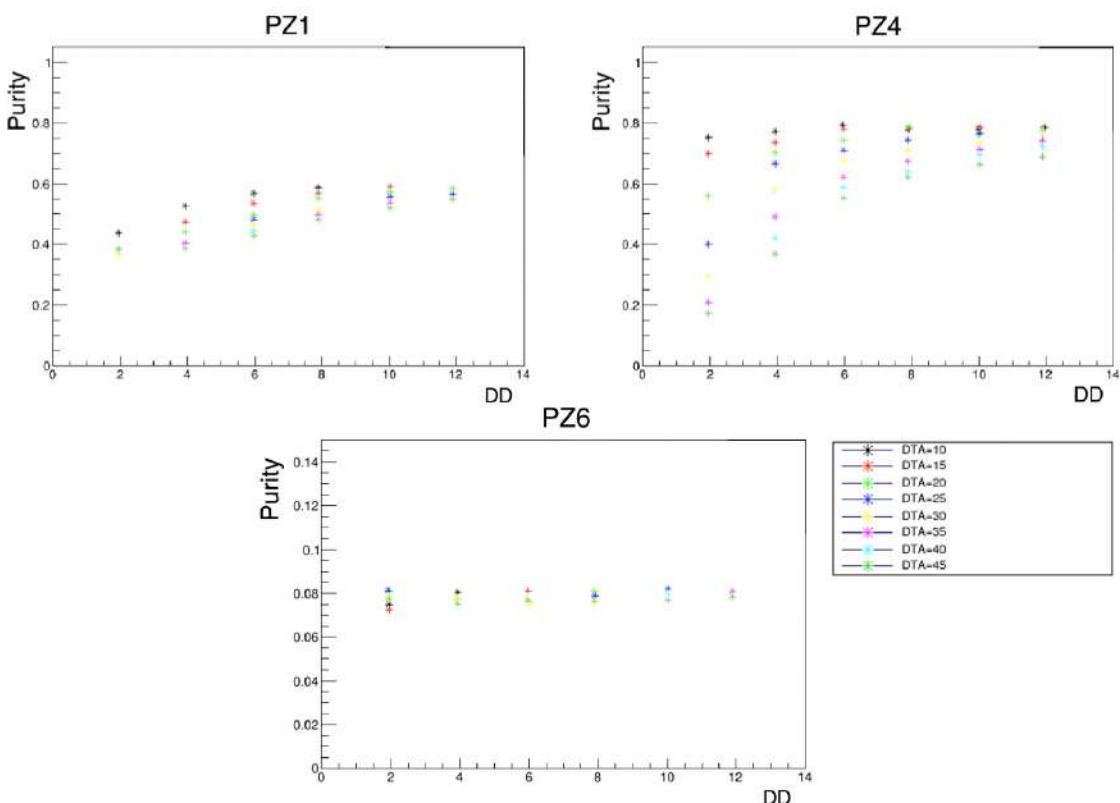 PZ1
Purity
1
0.8
0.6
0.4
0.2
0
0 2 4 6 8 10 12 14
DD
PZ4
Purity
1
0.8
0.6
0.4
0.2
0
0 2 4 6 8 10 12 14
DD
PZ6
Purity
0.14
0.12
0.1
0.08
0.06
0.04
0.02
0
0 2 4 6 8 10 12 14
DD
DTA=10
DTA=15
DTA=20
DTA=25
DTA=30
DTA=35
DTA=40
DTA=45